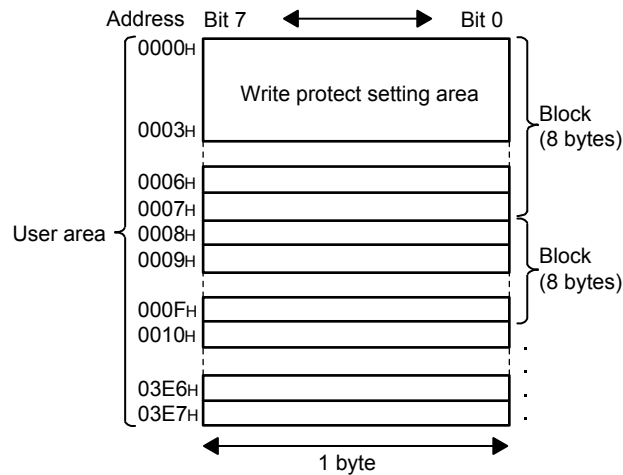 Address Bit 7 Bit 0
0000H
Write protect setting area
0003H
Block
(8 bytes)
0006H
0007H
User area
0008H
0009H
Block
(8 bytes)
000FH
0010H
03E6H
03E7H
1 byte